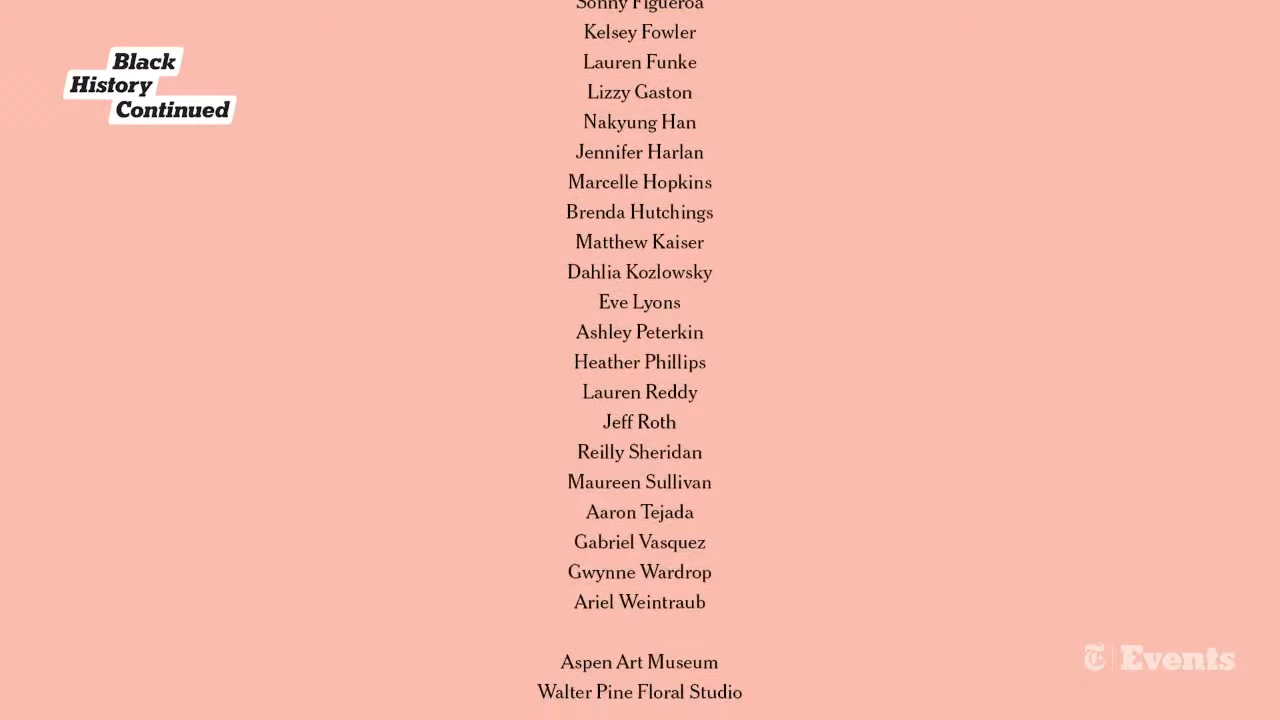 Black
History
Continued
Sonny Figueroa
Kelsey Fowler
Lauren Funke
Lizzy Gaston
Nakyung Han
Jennifer Harlan
Marcelle Hopkins
Brenda Hutchings
Matthew Kaiser
Dahlia Kozlowsky
Eve Lyons
Ashley Peterkin
Heather Phillips
Lauren Reddy
Jeff Roth
Reilly Sheridan
Maureen Sullivan
Aaron Tejada
Gabriel Vasquez
Gwynne Wardrop
Ariel Weintraub
Aspen Art Museum
Walter Pine Floral Studio
T Events